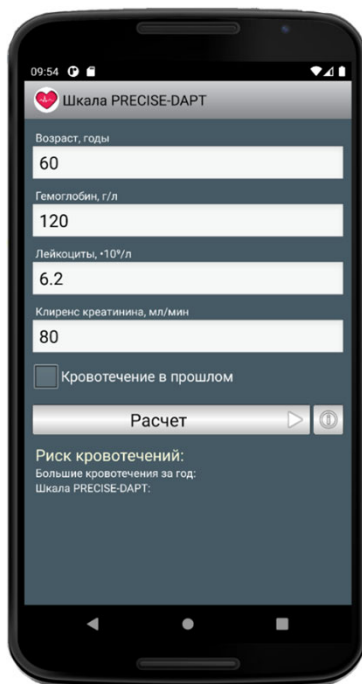 09:54
Шкала PRECISE-DAPT
Возраст, годы
60
Гемоглобин, г/л
120
Лейкоциты, •10⁹/л
6.2
Клиренс креатинина, мл/мин
80
Кровотечение в прошлом
Расчет
Риск кровотечений:
Большие кровотечения за год:
Шкала PRECISE-DAPT: